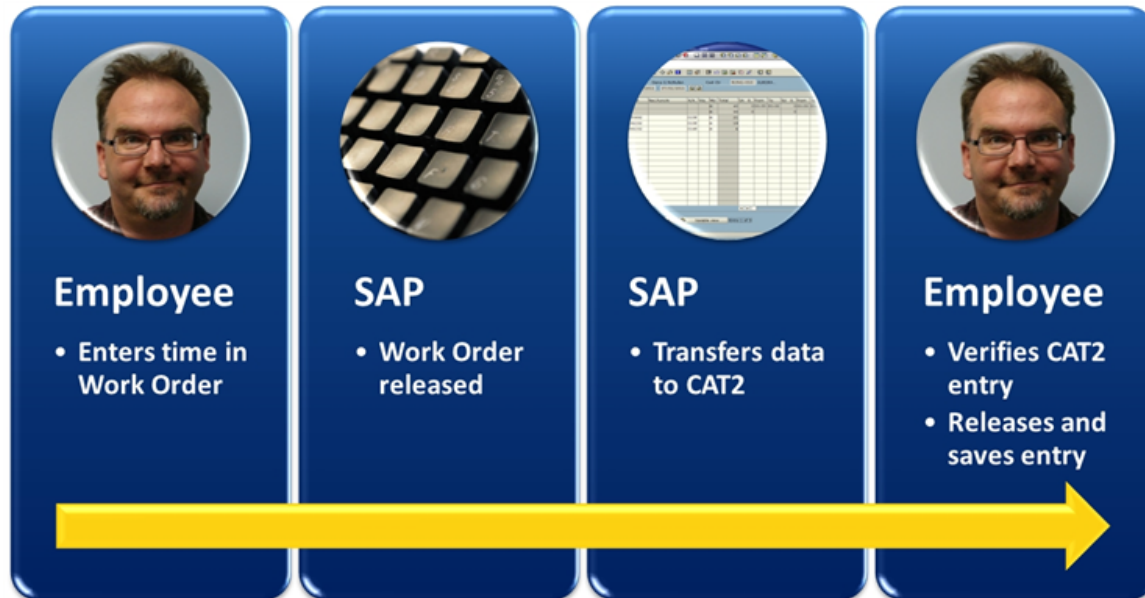 Employee
• Enters time in
Work Order
SAP
• Work Order
released
SAP
• Transfers data
to CAT2
Employee
• Verifies CAT2
entry
• Releases and
saves entry